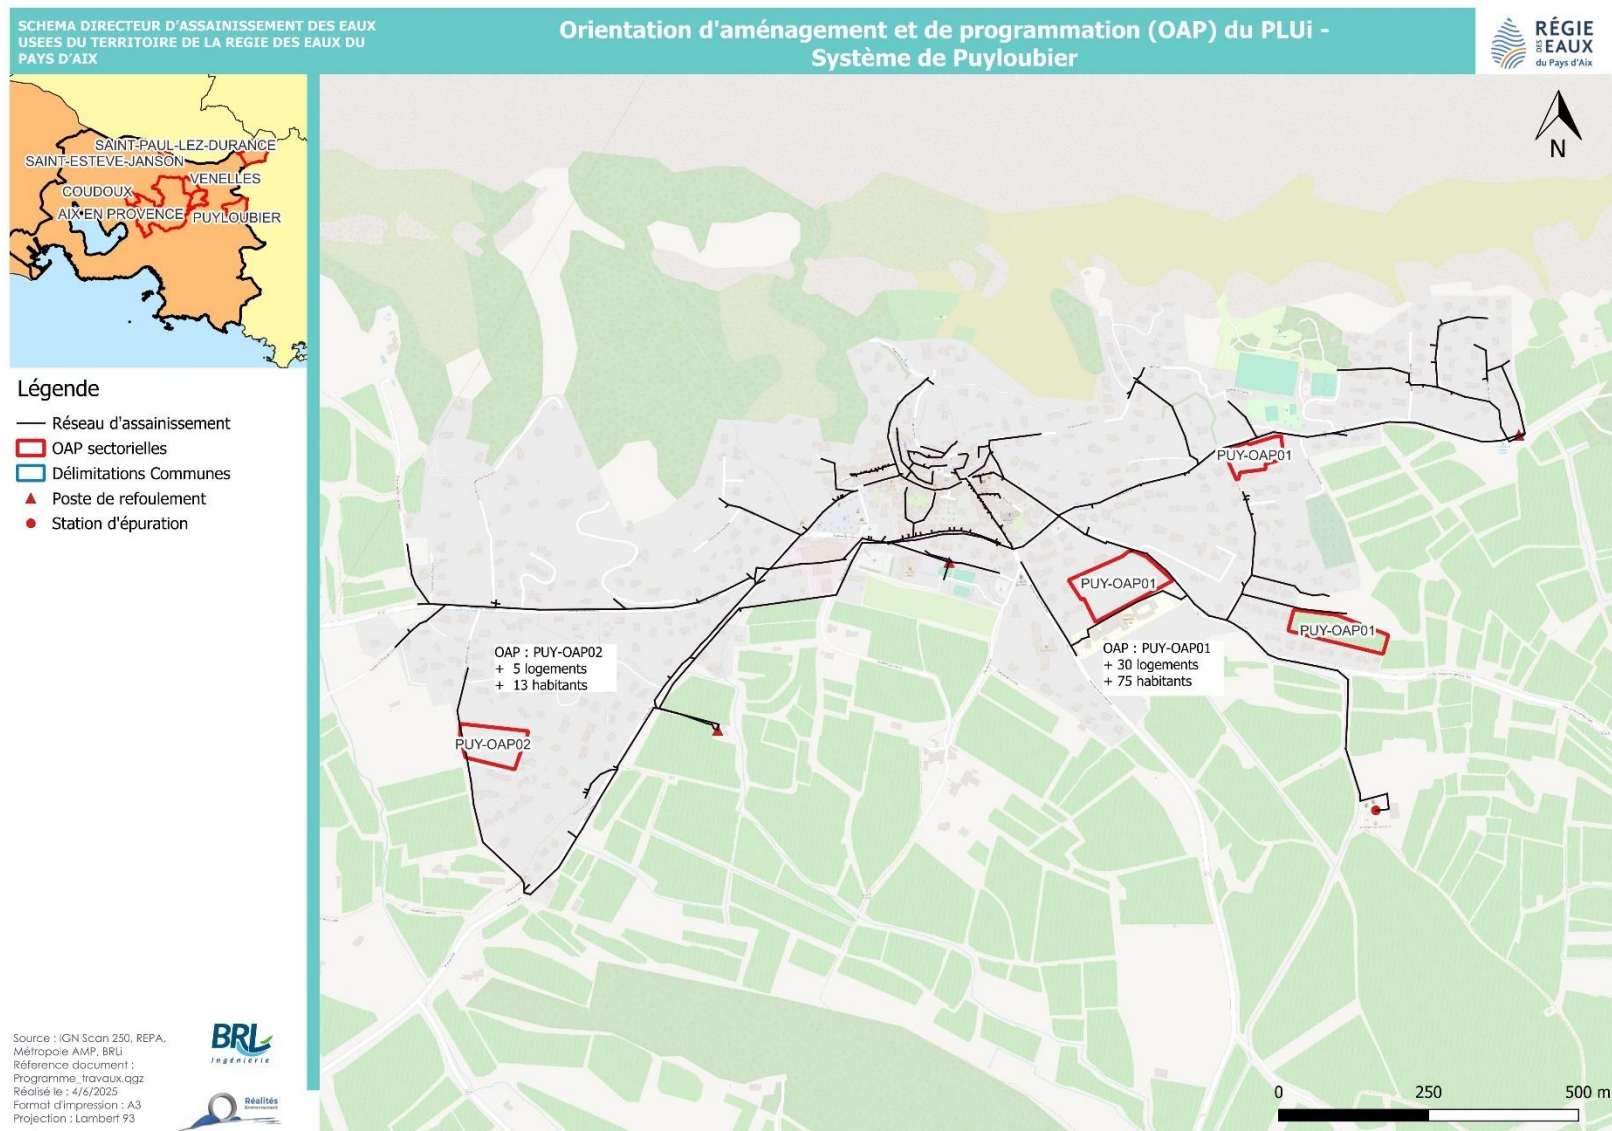 SCHEMA DIRECTEUR D'ASSAINISSEMENT DES EAUX
USEES DU TERRITOIRE DE LA REGIE DES EAUX DU
PAYS D'AIX
Orientation d'aménagement et de programmation (OAP) du PLUi -
Système de Puyloubier
RÉGIE
DES EAUX
du Pays d'Aix
SAINT-PAUL-LEZ-DURANCE
SAINT-ESTEVE-JANSON
VENELLES
COUDOUX
AIX EN PROVENCE
PUYLOUBIER
N
Légende
Réseau d'assainissement
OAP sectorielles
Délimitations Communes
Poste de refoulement
Station d'épuration
PUY-OAP01
PUY-OAP01
PUY-OAP01
OAP : PUY-OAP02
+ 5 logements
+ 13 habitants
OAP : PUY-OAP01
+ 30 logements
+ 75 habitants
PUY-OAP02
Source : IGN Scan 250, REPA,
Métropole AMP, BRLi
Réference document :
Programme_travaux.qgz
Réalisé le : 4/6/2025
Format d'impression : A3
Projection : Lambert 93
BRL
Ingénierie
Réalités
Environnement
0 250 500 m